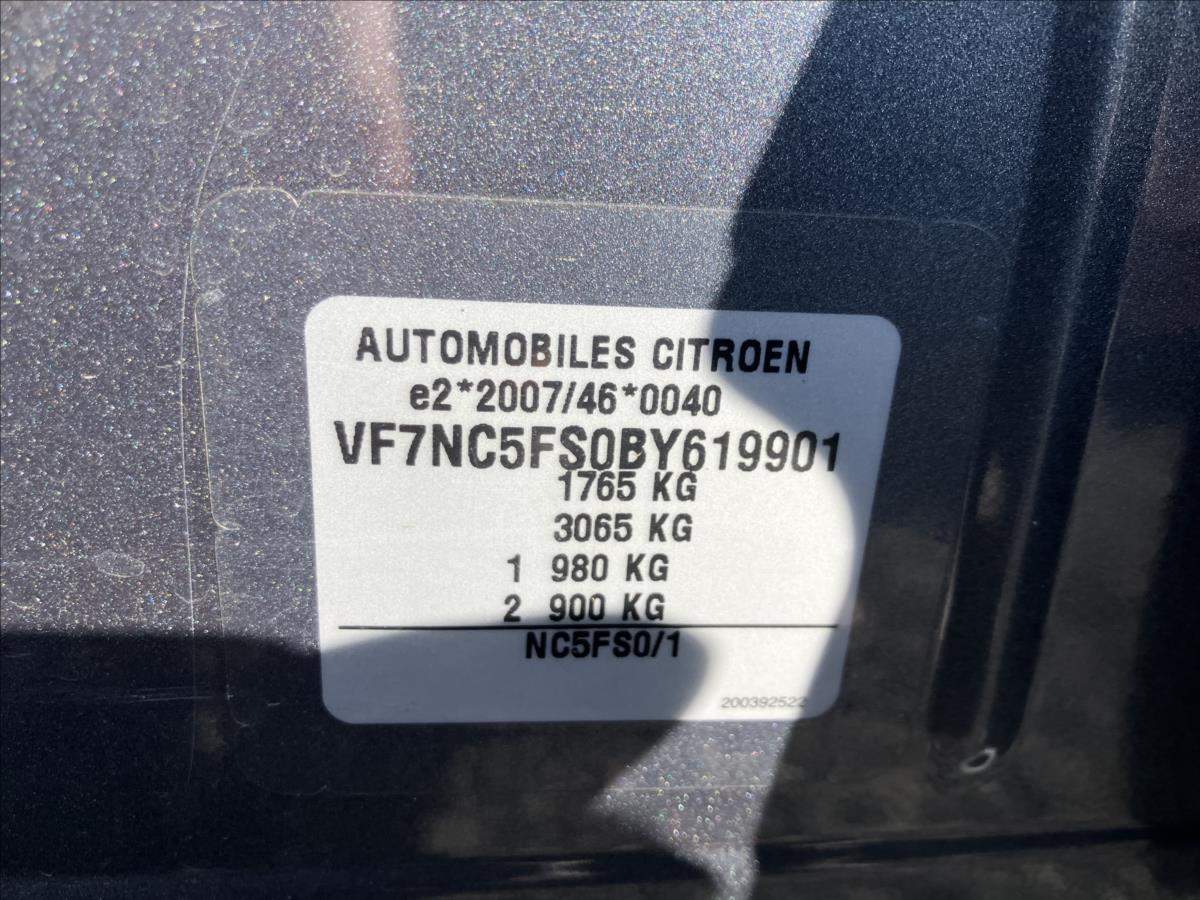 AUTOMOBILES CITROEN
e2*2007/46*0040
VF7NC5FS0BY619901
1765 KG
3065 KG
1 980 KG
2 900 KG
NC5FS0/1
200392522